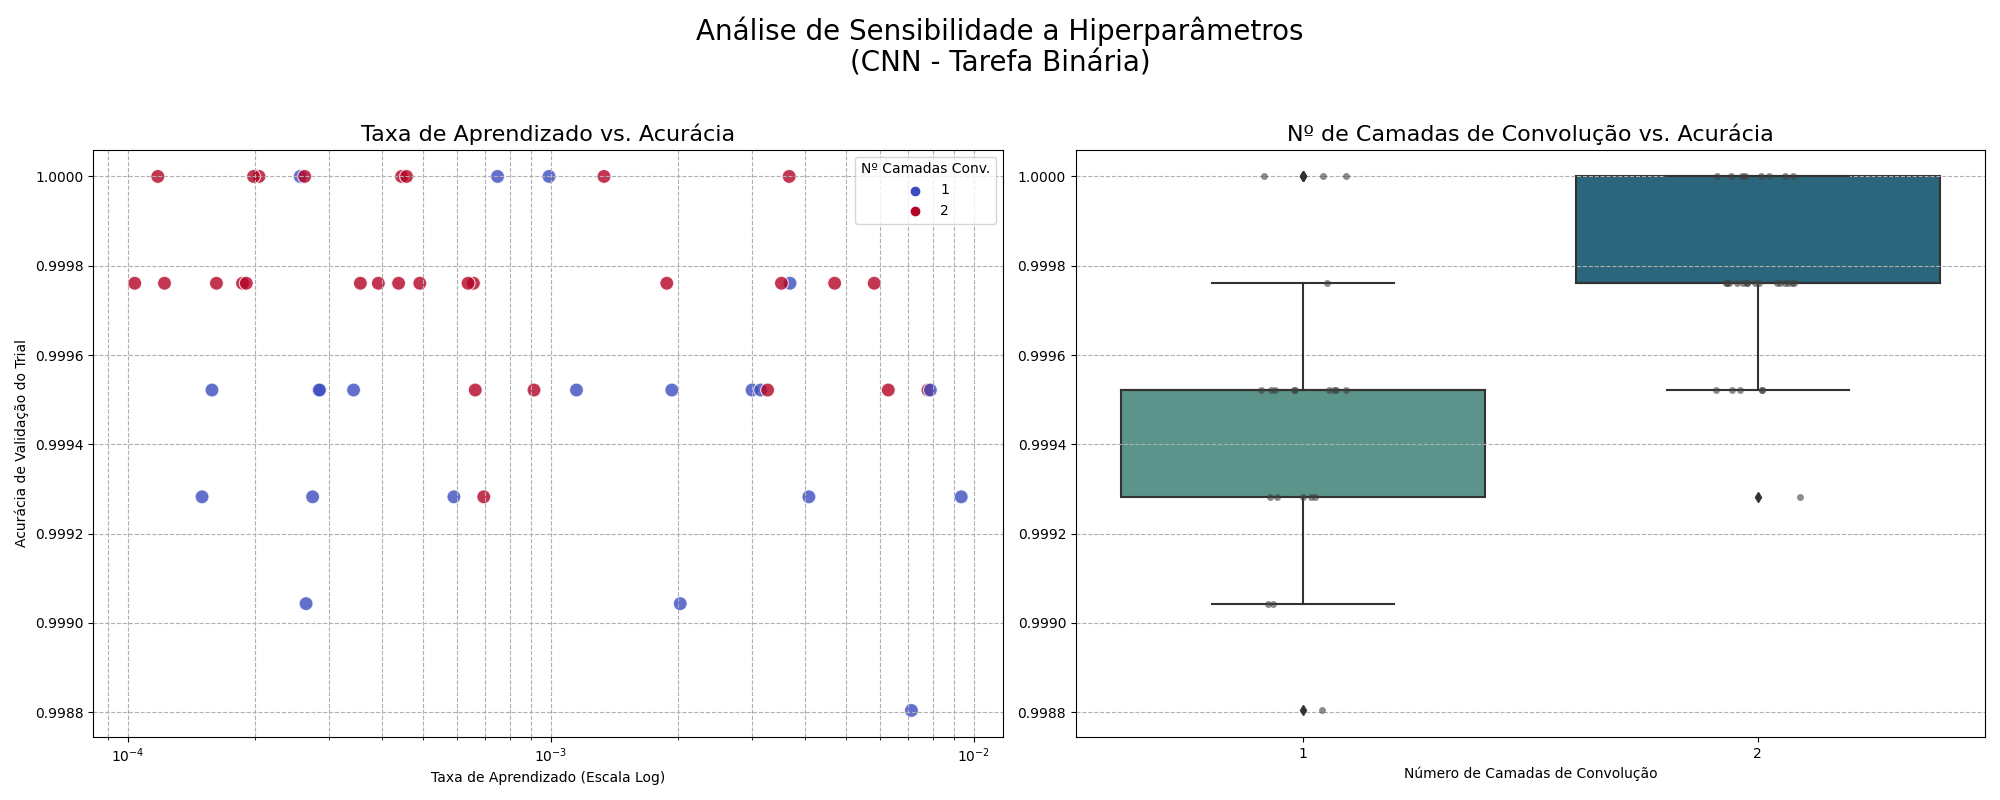 Análise de Sensibilidade a Hiperparâmetros
(CNN - Tarefa Binária)
Taxa de Aprendizado vs. Acurácia
Acurácia de Validação do Trial
1.0000
0.9998
0.9996
0.9994
0.9992
0.9990
0.9988
Nº Camadas Conv.
1
2
10⁻⁴
10⁻³
10⁻²
Taxa de Aprendizado (Escala Log)
Nº de Camadas de Convolução vs. Acurácia
1.0000
0.9998
0.9996
0.9994
0.9992
0.9990
0.9988
1
2
Número de Camadas de Convolução